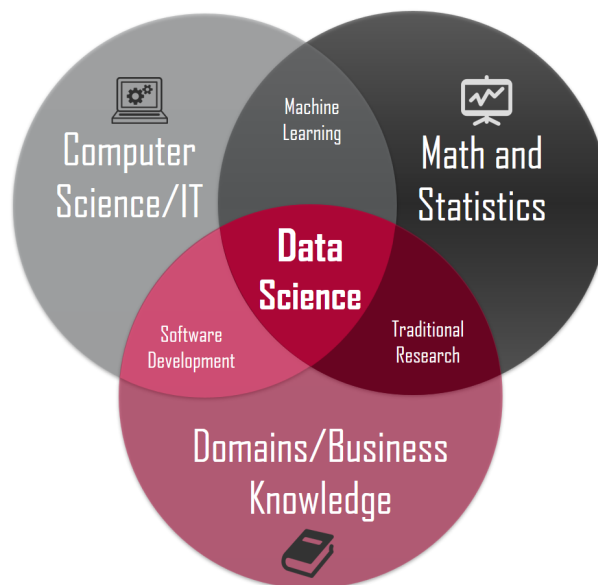 Machine
Learning
Computer
Science/IT
Math and
Statistics
Data
Science
Software
Development
Traditional
Research
Domains/Business
Knowledge